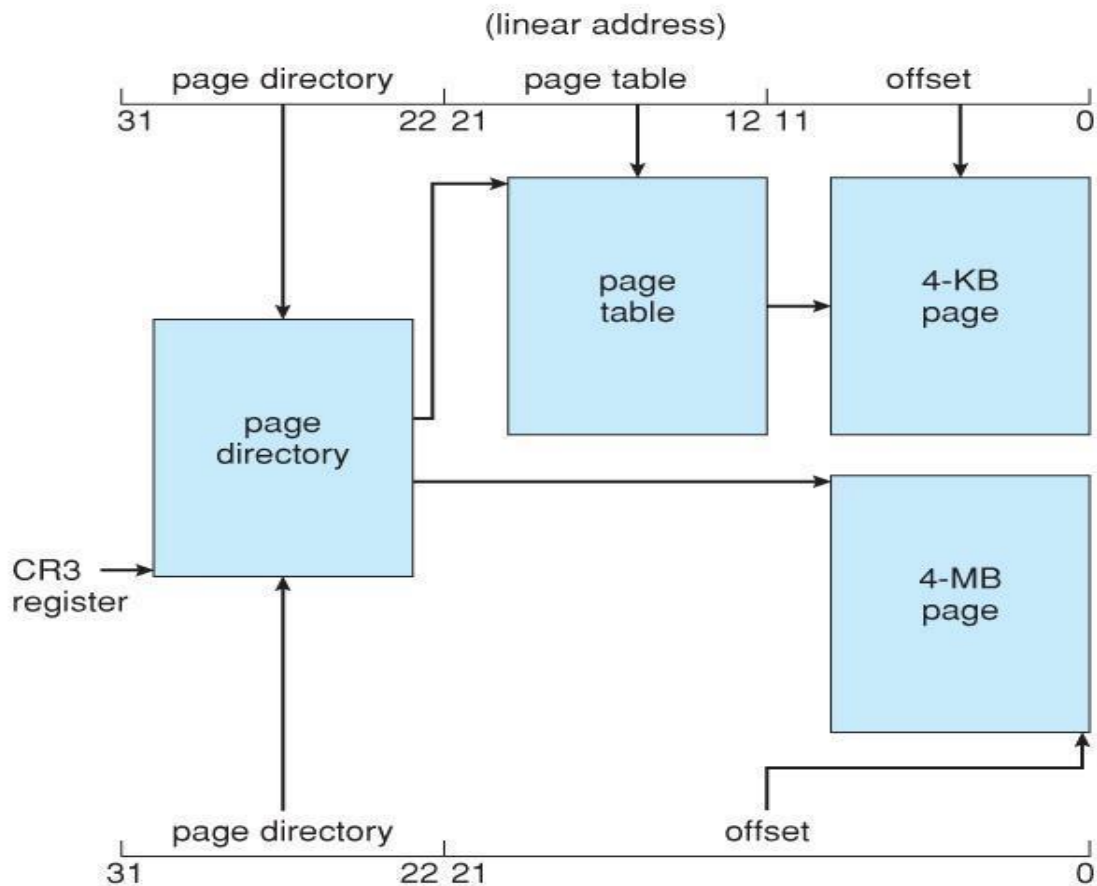 (linear address)
page directory page table offset
31 22 21 12 11 0
page
table
4-KB
page
page
directory
CR3
register
4-MB
page
page directory offset
31 22 21 0